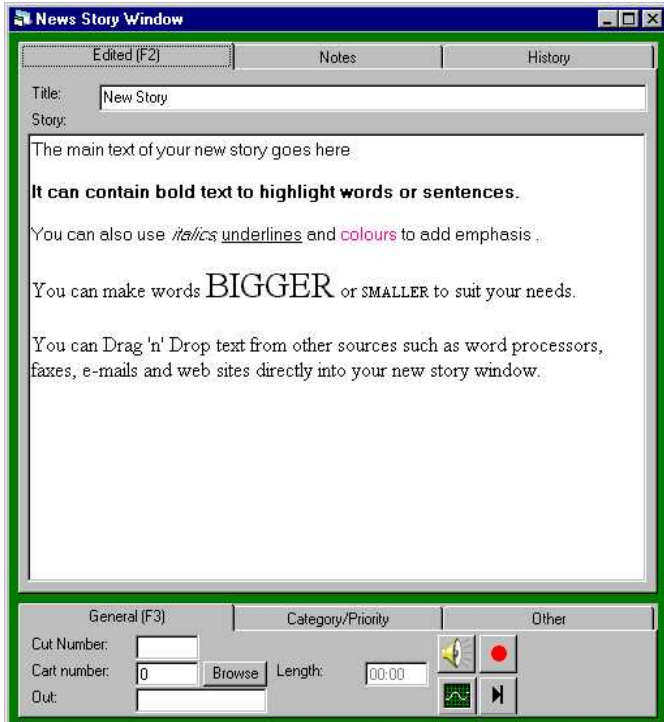 News Story Window
Edited (F2) Notes History
Title: New Story
Story:
The main text of your new story goes here
It can contain bold text to highlight words or sentences.
You can also use italics, underlines and colours to add emphasis .
You can make words BIGGER or SMALLER to suit your needs.
You can Drag 'n' Drop text from other sources such as word processors,
faxes, e-mails and web sites directly into your new story window.
General (F3) Category/Priority Other
Cut Number:
Cart number: 0 Browse Length: 00:00
Out: